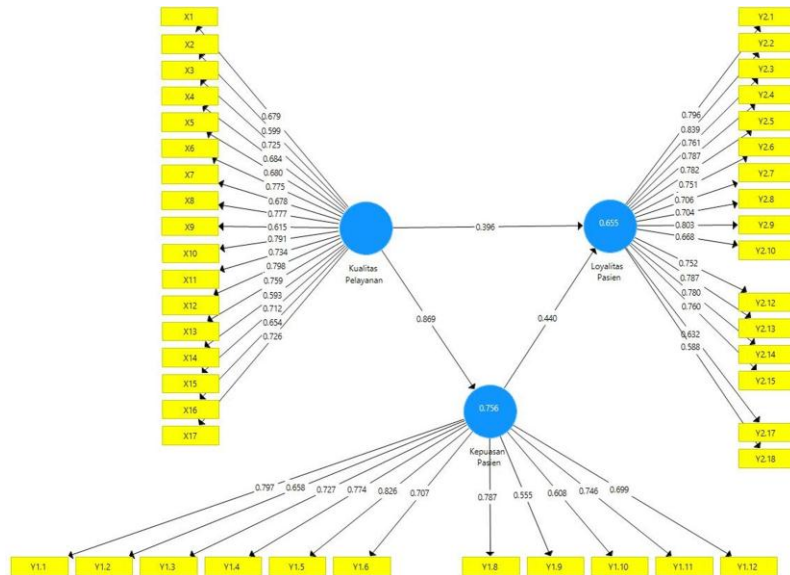 X1
X2
X3
X4
X5
X6
X7
X8
X9
X10
X11
X12
X13
X14
X15
X16
X17
0.679
0.599
0.725
0.684
0.680
0.775
0.678
0.777
0.615
0.791
0.734
0.798
0.759
0.593
0.712
0.654
0.726
Kualitas
Pelayanan
0.396
0.869
0.440
0.655
Loyalitas
Pasien
0.796
0.839
0.761
0.787
0.782
0.751
0.706
0.704
0.803
0.668
0.752
0.787
0.780
0.760
0.632
0.588
Y2.1
Y2.2
Y2.3
Y2.4
Y2.5
Y2.6
Y2.7
Y2.8
Y2.9
Y2.10
Y2.12
Y2.13
Y2.14
Y2.15
Y2.17
Y2.18
0.756
Kepuasan
Pasien
0.797
0.658
0.727
0.774
0.826
0.707
0.787
0.555
0.608
0.746
0.699
Y1.1
Y1.2
Y1.3
Y1.4
Y1.5
Y1.6
Y1.8
Y1.9
Y1.10
Y1.11
Y1.12